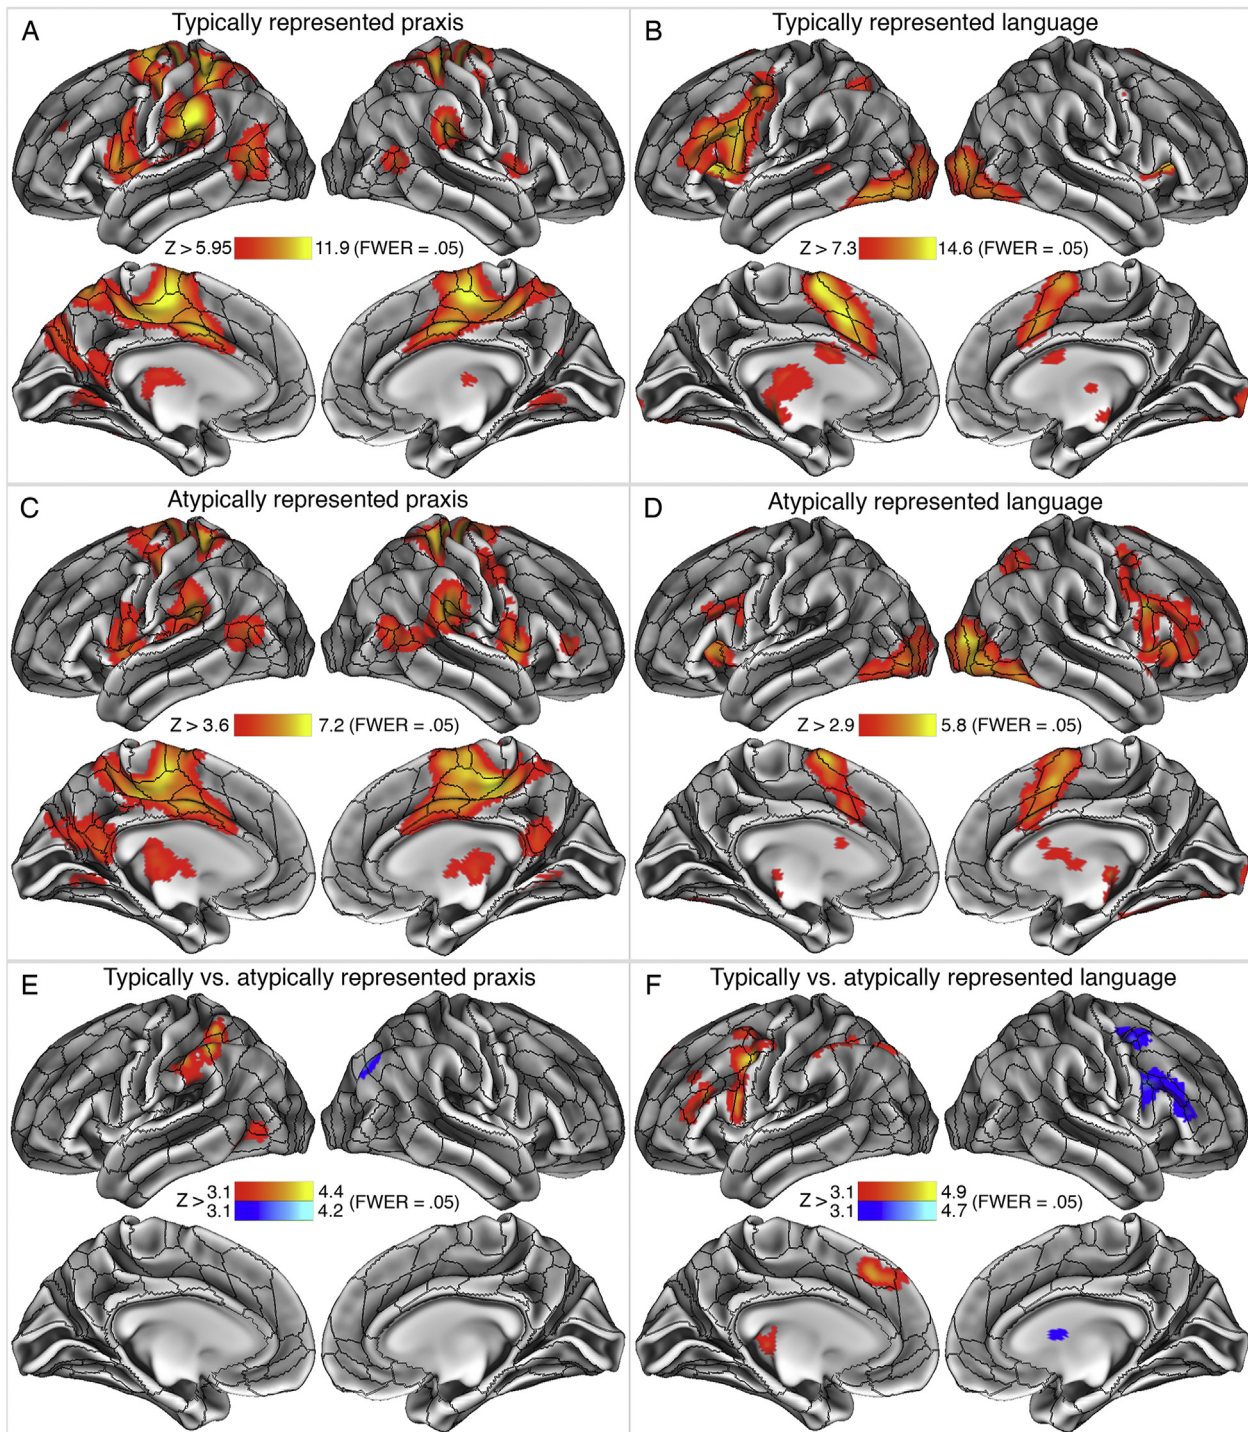 A Typically represented praxis
B Typically represented language
Z > 5.95 11.9 (FWER = .05)
Z > 7.3 14.6 (FWER = .05)
C Atypically represented praxis
D Atypically represented language
Z > 3.6 7.2 (FWER = .05)
Z > 2.9 5.8 (FWER = .05)
E Typically vs. atypically represented praxis
F Typically vs. atypically represented language
Z > 3.1 4.4 (FWER = .05)
3.1 4.2
Z > 3.1 4.9 (FWER = .05)
3.1 4.7